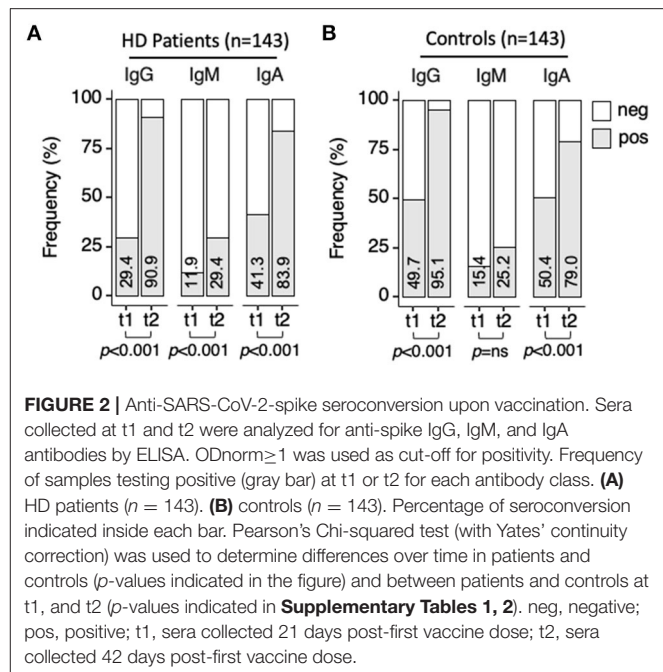 A
HD Patients (n=143)
IgG IgM IgA
Frequency (%)
100
75
50
25
0
29.4 90.9 11.9 29.4 41.3 83.9
t1 t2 t1 t2 t1 t2
p<0.001 p<0.001 p<0.001
B
Controls (n=143)
IgG IgM IgA
Frequency (%)
100
75
50
25
0
49.7 95.1 15.4 25.2 50.4 79.0
t1 t2 t1 t2 t1 t2
p<0.001 p=ns p<0.001
neg
pos
FIGURE 2 | Anti-SARS-CoV-2-spike seroconversion upon vaccination. Sera
collected at t1 and t2 were analyzed for anti-spike IgG, IgM, and IgA
antibodies by ELISA. ODnorm≥1 was used as cut-off for positivity. Frequency
of samples testing positive (gray bar) at t1 or t2 for each antibody class. (A)
HD patients (n = 143). (B) controls (n = 143). Percentage of seroconversion
indicated inside each bar. Pearson's Chi-squared test (with Yates' continuity
correction) was used to determine differences over time in patients and
controls (p-values indicated in the figure) and between patients and controls at
t1, and t2 (p-values indicated in Supplementary Tables 1, 2). neg, negative;
pos, positive; t1, sera collected 21 days post-first vaccine dose; t2, sera
collected 42 days post-first vaccine dose.